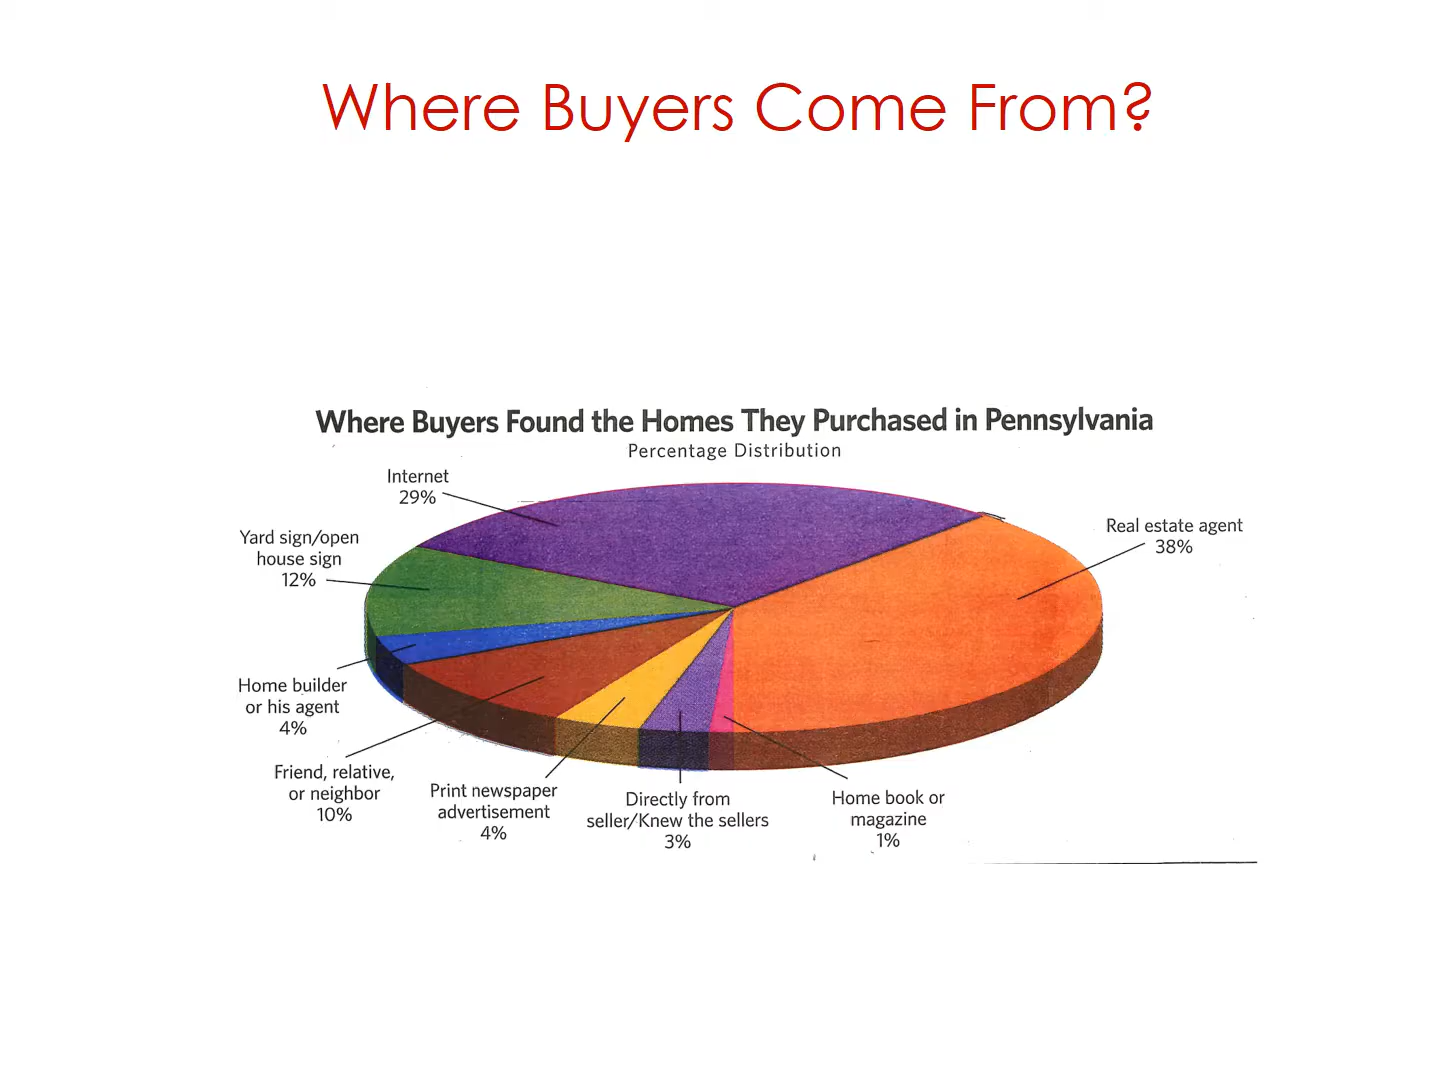 Where Buyers Come From?
Where Buyers Found the Homes They Purchased in Pennsylvania
Percentage Distribution
Internet
29%
Yard sign/open
house sign
12%
Real estate agent
38%
Home builder
or his agent
4%
Friend, relative,
or neighbor
10%
Print newspaper
advertisement
4%
Directly from
seller/Knew the sellers
3%
Home book or
magazine
1%